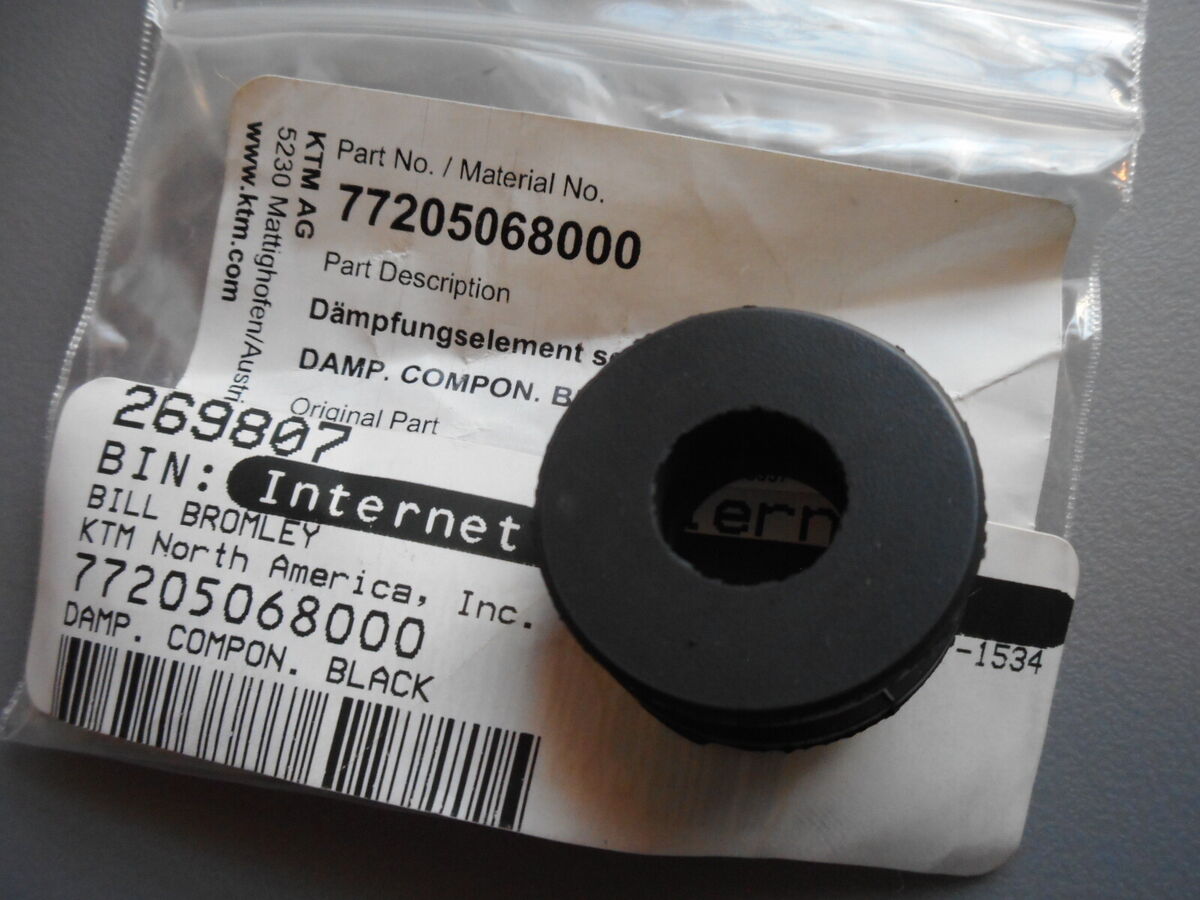 KTM AG
5230 Mattighofen/Austri
www.ktm.com
Part No. / Material No.
77205068000
Part Description
Dämpfungselement
DAMP. COMPON.
Original Part
269807
BIN: Internet
BILL BROMLEY
KTM North America, Inc.
77205068000
DAMP. COMPON. BLACK
-1534